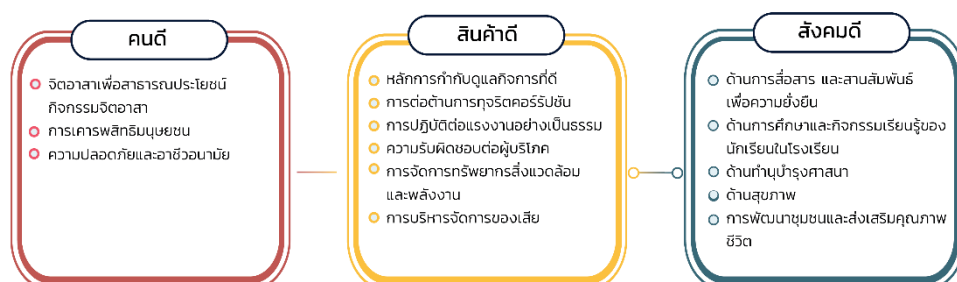 คนดี
จิตอาสาเพื่อสาธารณประโยชน์
กิจกรรมจิตอาสา
การเคารพสิทธิมนุษยชน
ความปลอดภัยและอาชีวอนามัย
สินค้าดี
หลักการกำกับดูแลกิจการที่ดี
การต่อต้านการทุจริตคอร์รัปชัน
การปฏิบัติต่อแรงงานอย่างเป็นธรรม
ความรับผิดชอบต่อผู้บริโภค
การจัดการทรัพยากรสิ่งแวดล้อม
และพลังงาน
การบริหารจัดการของเสีย
สังคมดี
ด้านการสื่อสาร และสานสัมพันธ์
เพื่อความยั่งยืน
ด้านการศึกษาและกิจกรรมเรียนรู้ของ
นักเรียนในโรงเรียน
ด้านทำนุบำรุงศาสนา
ด้านสุขภาพ
การพัฒนาชุมชนและส่งเสริมคุณภาพ
ชีวิต